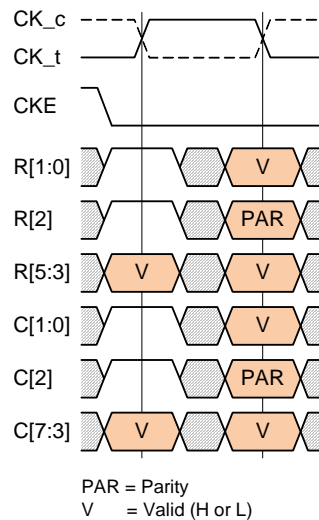 CK_c
CK_t
CKE
R[1:0] V
R[2] PAR
R[5:3] V V
C[1:0] V
C[2] PAR
C[7:3] V V
PAR = Parity
V = Valid (H or L)